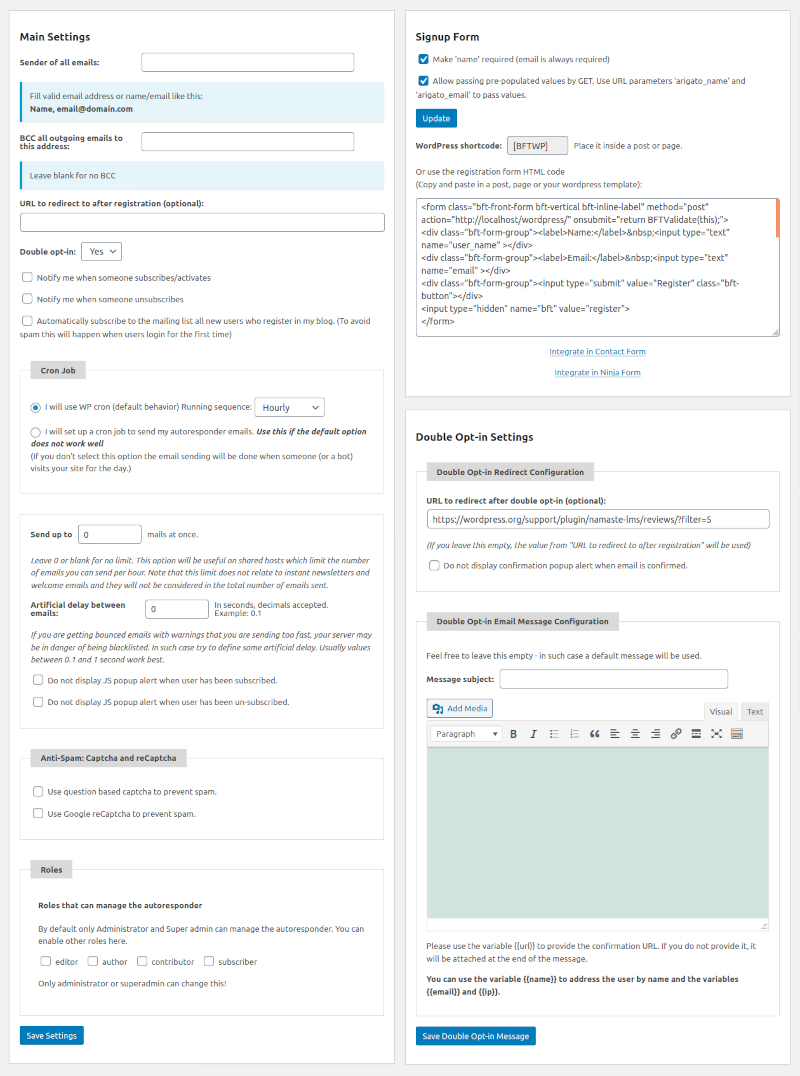 Main Settings
Sender of all emails:
Fill valid email address or name/email like this:
Name, email@domain.com
BCC all outgoing emails to
this address:
Leave blank for no BCC
URL to redirect to after registration (optional):
Double opt-in: Yes
Notify me when someone subscribes/activates
Notify me when someone unsubscribes
Automatically subscribe to the mailing list all new users who register in my blog. (To avoid
spam this will happen when users login for the first time)
Cron Job
I will use WP cron (default behavior) Running sequence: Hourly
I will set up a cron job to send my autoresponder emails. Use this if the default option
does not work well
(If you don't select this option the email sending will be done when someone (or a bot)
visits your site for the day.)
Send up to 0 mails at once.
Leave 0 or blank for no limit. This option will be useful on shared hosts which limit the number
of emails you can send per hour. Note that this limit does not relate to instant newsletters and
welcome emails and they will not be considered in the total number of emails sent.
Artificial delay between
emails: 0 In seconds, decimals accepted.
Example: 0.1
If you are getting bounced emails with warnings that you are sending too fast, your server may
be in danger of being blacklisted. In such case try to define some artificial delay. Usually values
between 0.1 and 1 second work best.
Do not display JS popup alert when user has been subscribed.
Do not display JS popup alert when user has been un-subscribed.
Anti-Spam: Captcha and reCaptcha
Use question based captcha to prevent spam.
Use Google reCaptcha to prevent spam.
Roles
Roles that can manage the autoresponder
By default only Administrator and Super admin can manage the autoresponder. You can
enable other roles here.
editor author contributor subscriber
Only administrator or superadmin can change this!
Save Settings
Signup Form
Make 'name' required (email is always required)
Allow passing pre-populated values by GET. Use URL parameters 'arigato_name' and
'arigato_email' to pass values.
Update
WordPress shortcode: [BFTWP] Place it inside a post or page.
Or use the registration form HTML code
(Copy and paste in a post, page or your wordpress template):
<form class="bft-front-form bft-vertical bft-inline-label" method="post"
action="http://localhost/wordpress/" onsubmit="return BFTValidate(this);">
<div class="bft-form-group"><label>Name:</label>&nbsp;<input type="text"
name="user_name" ></div>
<div class="bft-form-group"><label>Email:</label>&nbsp;<input type="text"
name="email" ></div>
<div class="bft-form-group"><input type="submit" value="Register" class="bft-
button"></div>
<input type="hidden" name="bft" value="register">
</form>
Integrate in Contact Form
Integrate in Ninja Form
Double Opt-in Settings
Double Opt-in Redirect Configuration
URL to redirect after double opt-in (optional):
https://wordpress.org/support/plugin/namaste-lms/reviews/?filter=5
(If you leave this empty, the value from "URL to redirect to after registration" will be used)
Do not display confirmation popup alert when email is confirmed.
Double Opt-in Email Message Configuration
Feel free to leave this empty - in such case a default message will be used.
Message subject:
Add Media
Visual Text
Paragraph B I
Please use the variable {{url}} to provide the confirmation URL. If you do not provide it, it
will be attached at the end of the message.
You can use the variable {{name}} to address the user by name and the variables
{{email}} and {{ip}}.
Save Double Opt-in Message